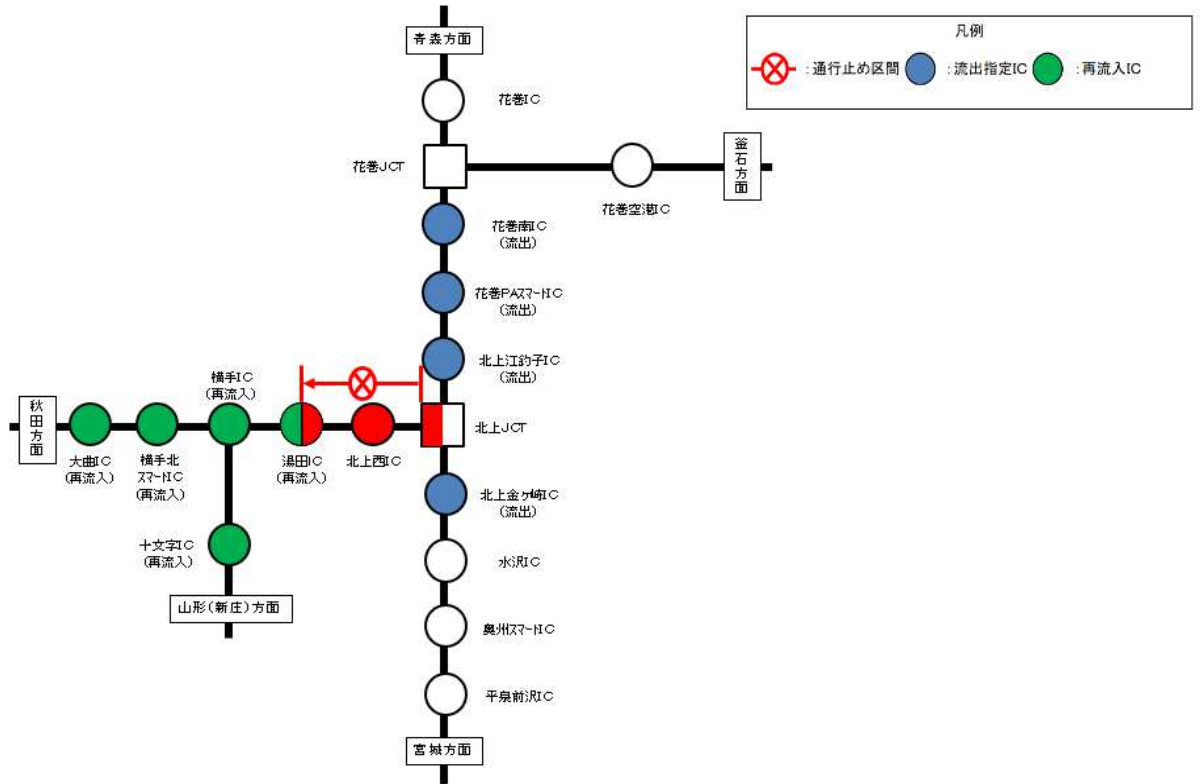 青森方面
凡例
:通行止め区間
:流出指定IC
:再流入IC
花巻IC
花巻JCT
釜石方面
花巻空港IC
花巻南IC
(流出)
花巻PAスマートIC
(流出)
北上江釣子IC
(流出)
横手IC
(再流入)
秋田方面
北上JCT
大曲IC
(再流入)
横手北
スマートIC
(再流入)
湯田IC
(再流入)
北上西IC
北上金ヶ崎IC
(流出)
十文字IC
(再流入)
水沢IC
山形(新庄)方面
奥州スマートIC
平泉前沢IC
宮城方面